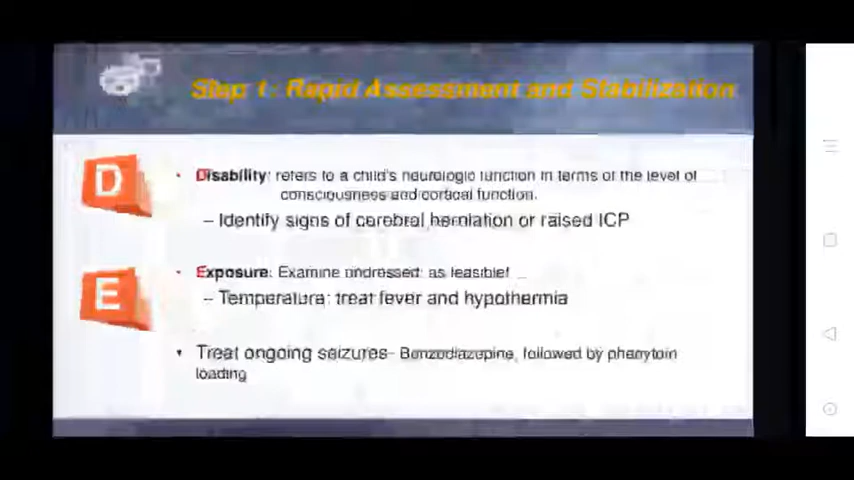 Step 1: Rapid Assessment and Stabilization
D
• Disability: refers to a child's neurologic function in terms of the level of
consciousness and cortical function.
– Identify signs of cerebral herniation or raised ICP
E
• Exposure: Examine undressed: as feasible!
– Temperature: treat fever and hypothermia
• Treat ongoing seizures- Benzodiazepine, followed by phenytoin
loading